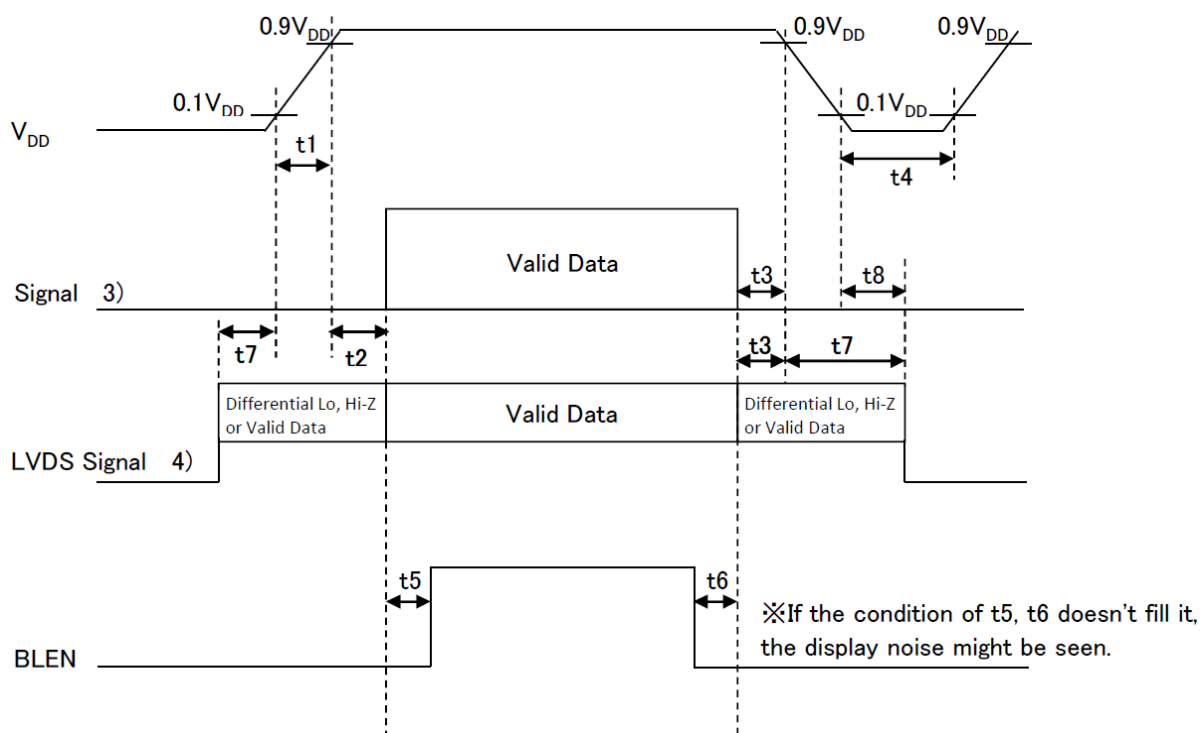 0.9VDD
0.9VDD
0.9VDD
0.1VDD
0.1VDD
VDD
t1
t4
Valid Data
t3
t8
Signal 3)
t7
t2
t3
t7
Differential Lo, Hi-Z
or Valid Data
Valid Data
Differential Lo, Hi-Z
or Valid Data
LVDS Signal 4)
t5
t6
※If the condition of t5, t6 doesn't fill it,
the display noise might be seen.
BLEN